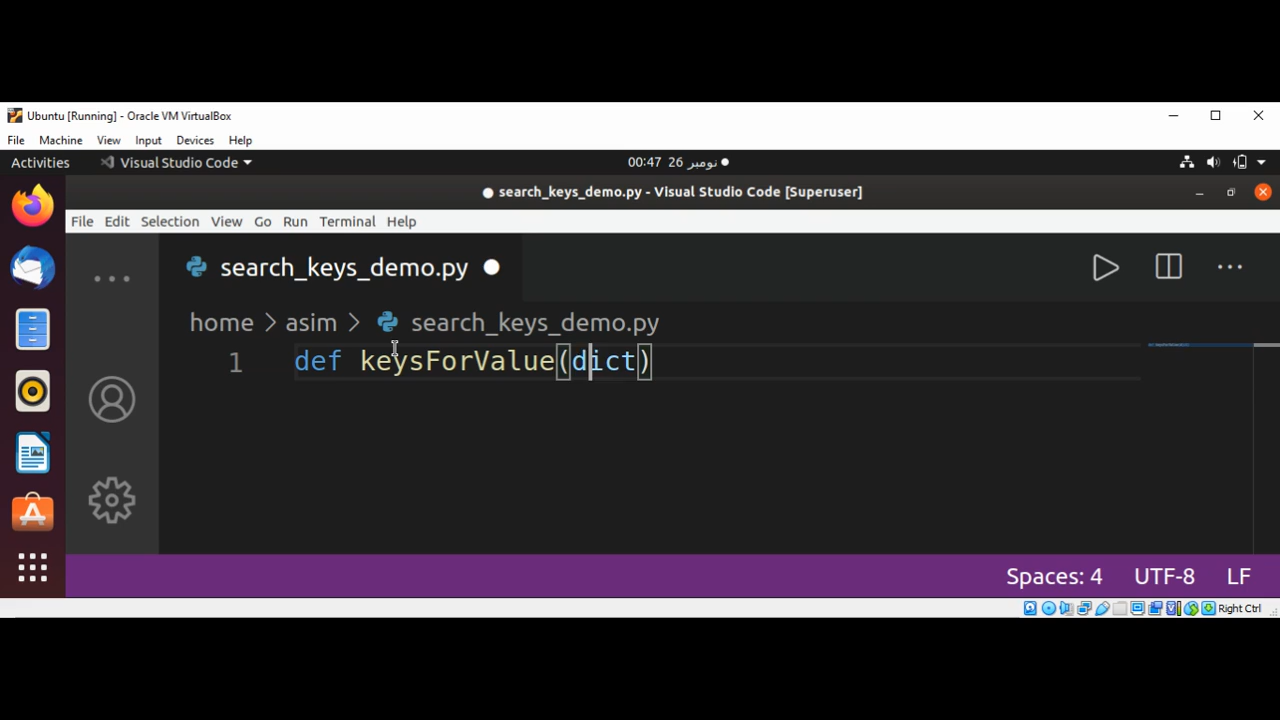 Ubuntu [Running] - Oracle VM VirtualBox
File Machine View Input Devices Help
Activities Visual Studio Code 00:47 26 نومبر
● search_keys_demo.py - Visual Studio Code [Superuser]
File Edit Selection View Go Run Terminal Help
search_keys_demo.py
home > asim > search_keys_demo.py
1 def keysForValue(dict)
Spaces: 4 UTF-8 LF
Right Ctrl